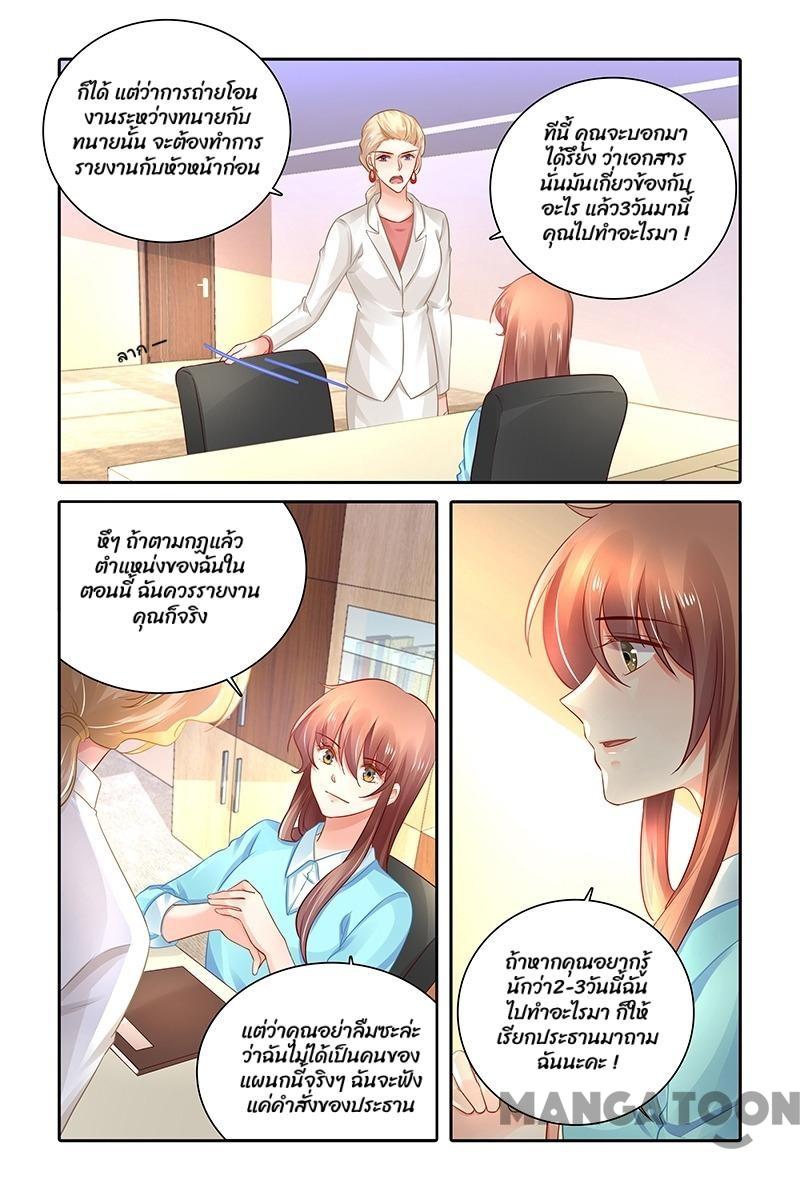 ก็ได้ แต่ว่าการถ่ายโอน
งานระหว่างทนายกับ
ทนายนั้น จะต้องทำการ
รายงานกับหัวหน้าก่อน
ทีนี้ คุณจะบอกมา
ได้รึยัง ว่าเอกสาร
นั่นมันเกี่ยวข้องกับ
อะไร แล้ว3วันมานี้
คุณไปทำอะไรมา !
ลาก—
หึๆ ถ้าตามกฎแล้ว
ตำแหน่งของฉันใน
ตอนนี้ ฉันควรรายงาน
คุณก็จริง
แต่ว่าคุณอย่าลืมซะล่ะ
ว่าฉันไม่ได้เป็นคนของ
แผนกนี้จริงๆ ฉันจะฟัง
แค่คำสั่งของประธาน
ถ้าหากคุณอยากรู้
นักว่า2-3วันนี้ฉัน
ไปทำอะไรมา ก็ให้
เรียกประธานมาถาม
ฉันนะคะ !
MANGATOON